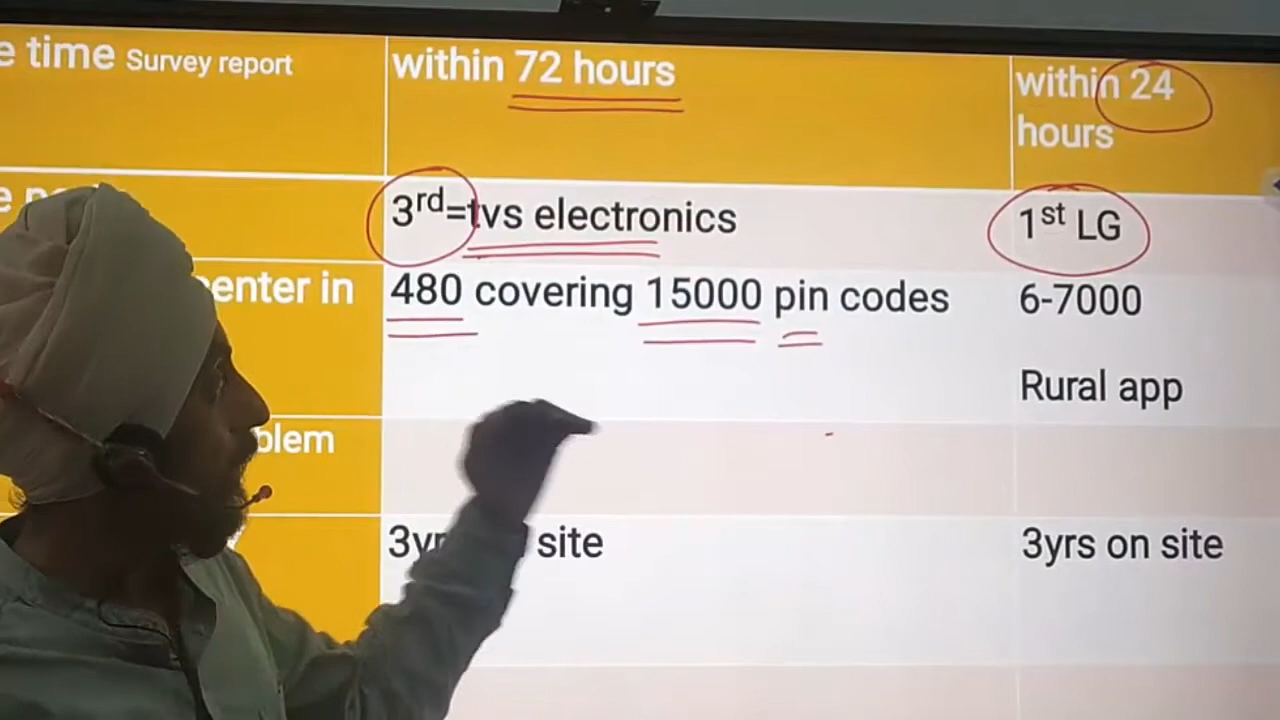 e time Survey report
within 72 hours
within 24
hours
3rd=tvs electronics
1st LG
enter in
480 covering 15000 pin codes
6-7000
Rural app
blem
site
3yrs on site